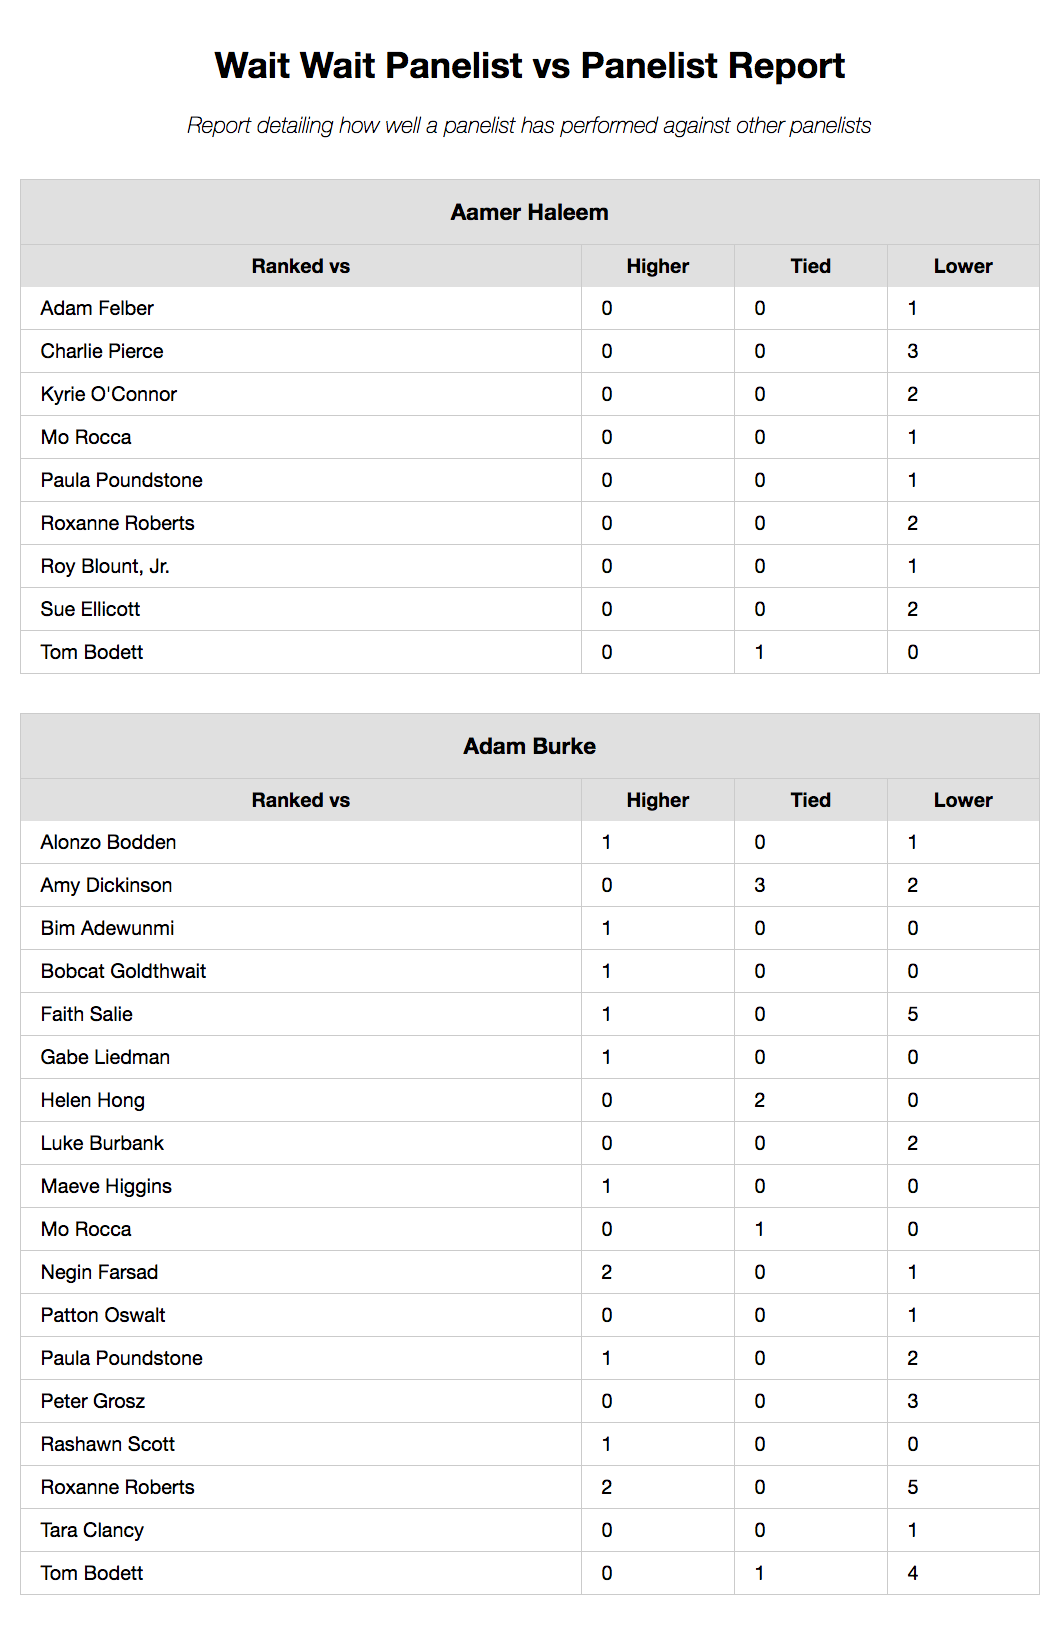 Wait Wait Panelist vs Panelist Report
Report detailing how well a panelist has performed against other panelists
Aamer Haleem
Ranked vs Higher Tied Lower
Adam Felber 0 0 1
Charlie Pierce 0 0 3
Kyrie O'Connor 0 0 2
Mo Rocca 0 0 1
Paula Poundstone 0 0 1
Roxanne Roberts 0 0 2
Roy Blount, Jr. 0 0 1
Sue Ellicott 0 0 2
Tom Bodett 0 1 0
Adam Burke
Ranked vs Higher Tied Lower
Alonzo Bodden 1 0 1
Amy Dickinson 0 3 2
Bim Adewunmi 1 0 0
Bobcat Goldthwait 1 0 0
Faith Salie 1 0 5
Gabe Liedman 1 0 0
Helen Hong 0 2 0
Luke Burbank 0 0 2
Maeve Higgins 1 0 0
Mo Rocca 0 1 0
Negin Farsad 2 0 1
Patton Oswalt 0 0 1
Paula Poundstone 1 0 2
Peter Grosz 0 0 3
Rashawn Scott 1 0 0
Roxanne Roberts 2 0 5
Tara Clancy 0 0 1
Tom Bodett 0 1 4